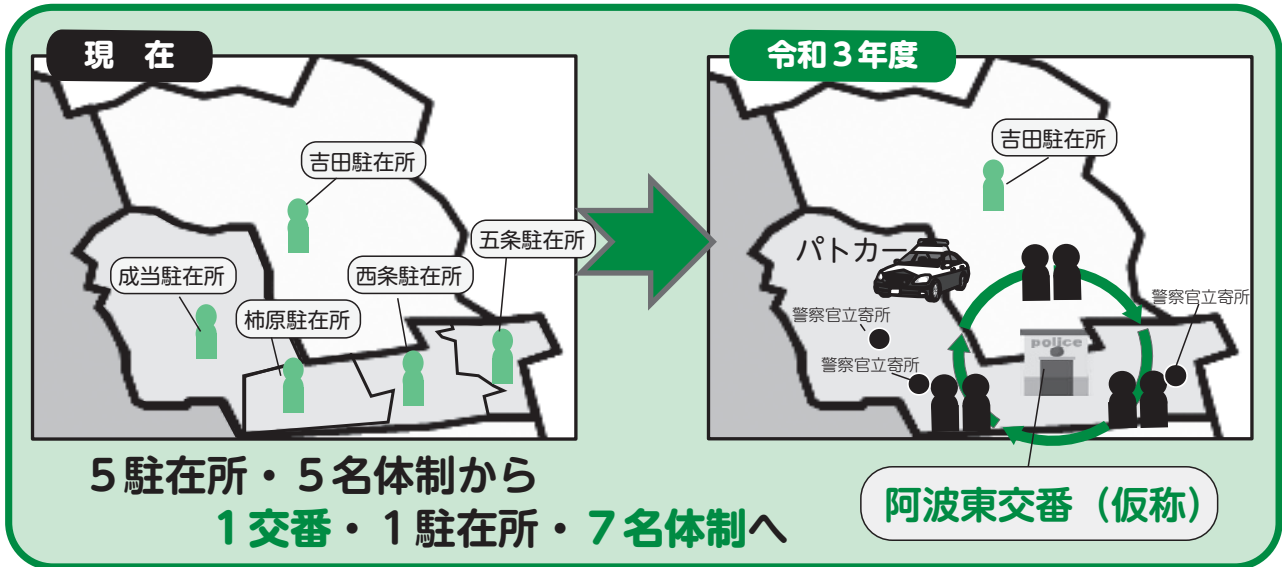 現 在
吉田駐在所
五条駐在所
成当駐在所
西条駐在所
柿原駐在所
令和３年度
吉田駐在所
パトカー
警察官立寄所
警察官立寄所
警察官立寄所
police
５駐在所・５名体制から
１交番・１駐在所・７名体制へ
阿波東交番（仮称）